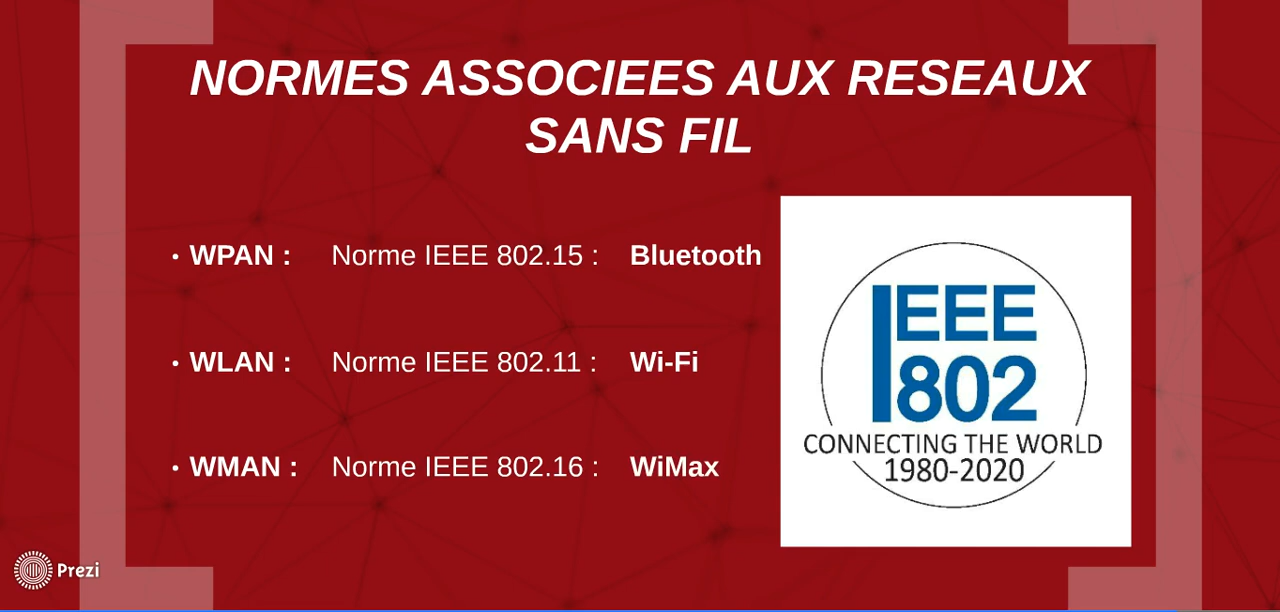 NORMES ASSOCIEES AUX RESEAUX
SANS FIL
• WPAN : Norme IEEE 802.15 : Bluetooth
• WLAN : Norme IEEE 802.11 : Wi-Fi
• WMAN : Norme IEEE 802.16 : WiMax
IEEE
802
CONNECTING THE WORLD
1980-2020
Prezi